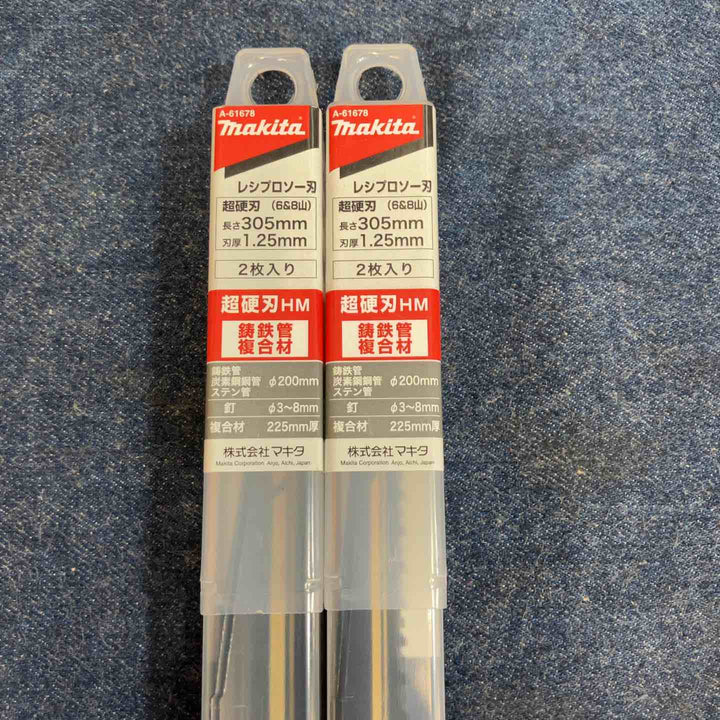 A-61678
makita
レシプロソー刃
超硬刃 (6&8山)
長さ305mm
刃厚1.25mm
2枚入り
超硬刃HM
鋳鉄管
複合材
鋳鉄管
炭素鋼鋼管
ステン管
φ200mm
釘 φ3〜8mm
複合材 225mm厚
株式会社マキタ
Makita Corporation Anjo, Aichi, Japan
A-61678
makita
レシプロソー刃
超硬刃 (6&8山)
長さ305mm
刃厚1.25mm
2枚入り
超硬刃HM
鋳鉄管
複合材
鋳鉄管
炭素鋼鋼管
ステン管
φ200mm
釘 φ3〜8mm
複合材 225mm厚
株式会社マキタ
Makita Corporation Anjo, Aichi, Japan